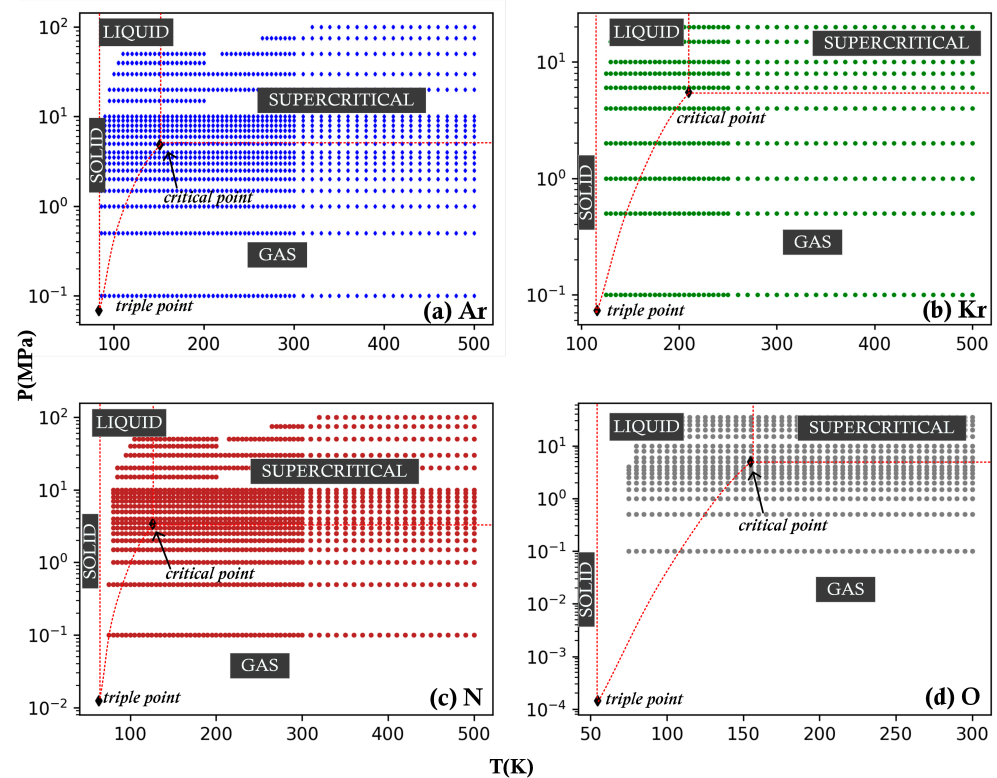 LIQUID
SUPERCRITICAL
SOLID
critical point
GAS
triple point
(a) Ar
10² 10¹ 10⁰ 10⁻¹
100 200 300 400 500
LIQUID
SUPERCRITICAL
critical point
SOLID
GAS
triple point
(b) Kr
10¹ 10⁰ 10⁻¹
100 200 300 400 500
P(MPa)
LIQUID
SUPERCRITICAL
SOLID
critical point
GAS
triple point
(c) N
10² 10¹ 10⁰ 10⁻¹ 10⁻²
100 200 300 400 500
LIQUID
SUPERCRITICAL
critical point
SOLID
GAS
triple point
(d) O
10¹ 10⁰ 10⁻¹ 10⁻² 10⁻³ 10⁻⁴
50 100 150 200 250 300
T(K)